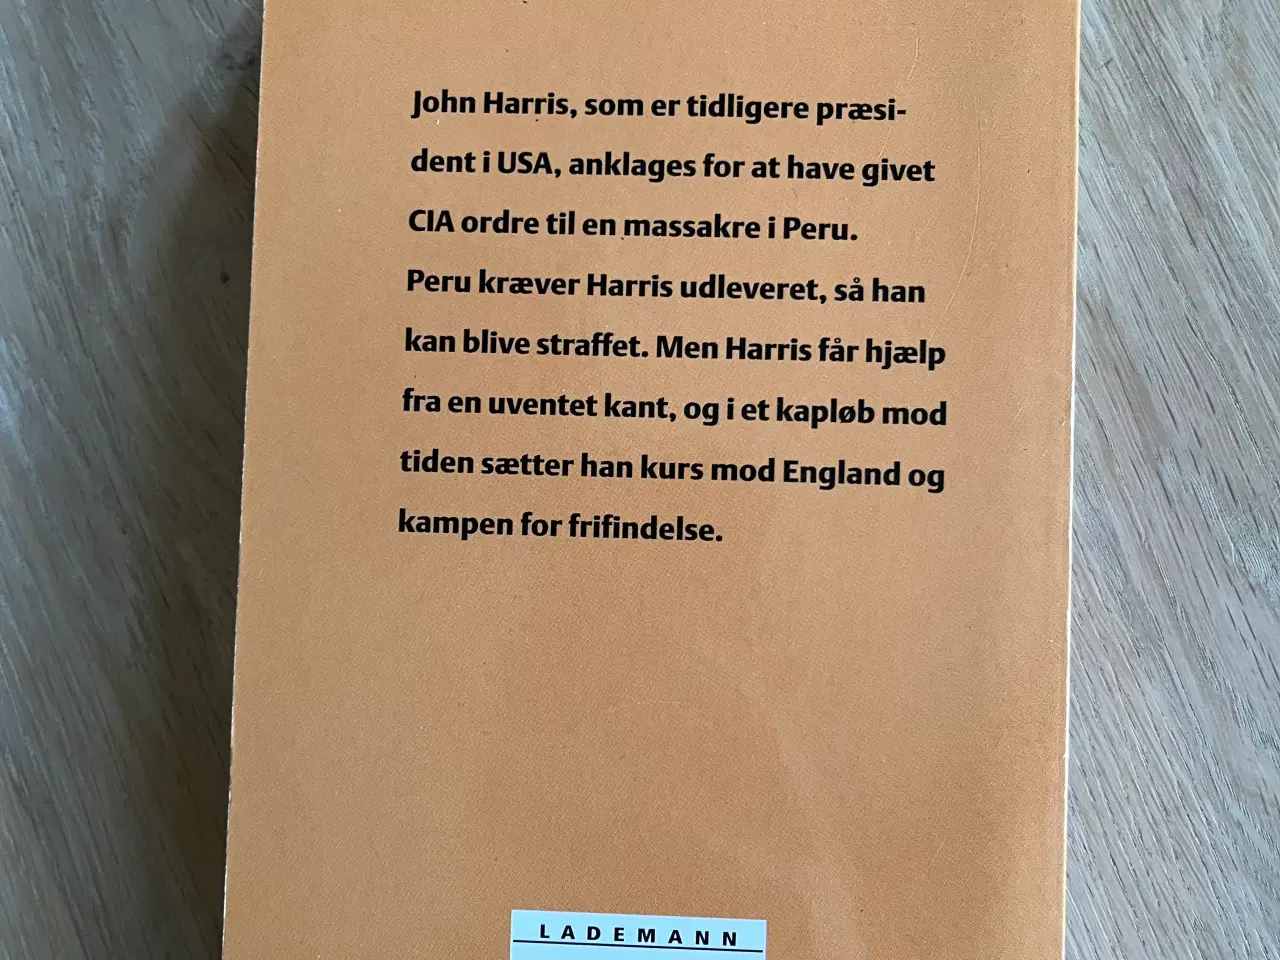 John Harris, som er tidligere præsi-
dent i USA, anklages for at have givet
CIA ordre til en massakre i Peru.
Peru kræver Harris udleveret, så han
kan blive straffet. Men Harris får hjælp
fra en uventet kant, og i et kapløb mod
tiden sætter han kurs mod England og
kampen for frifindelse.
LADEMANN